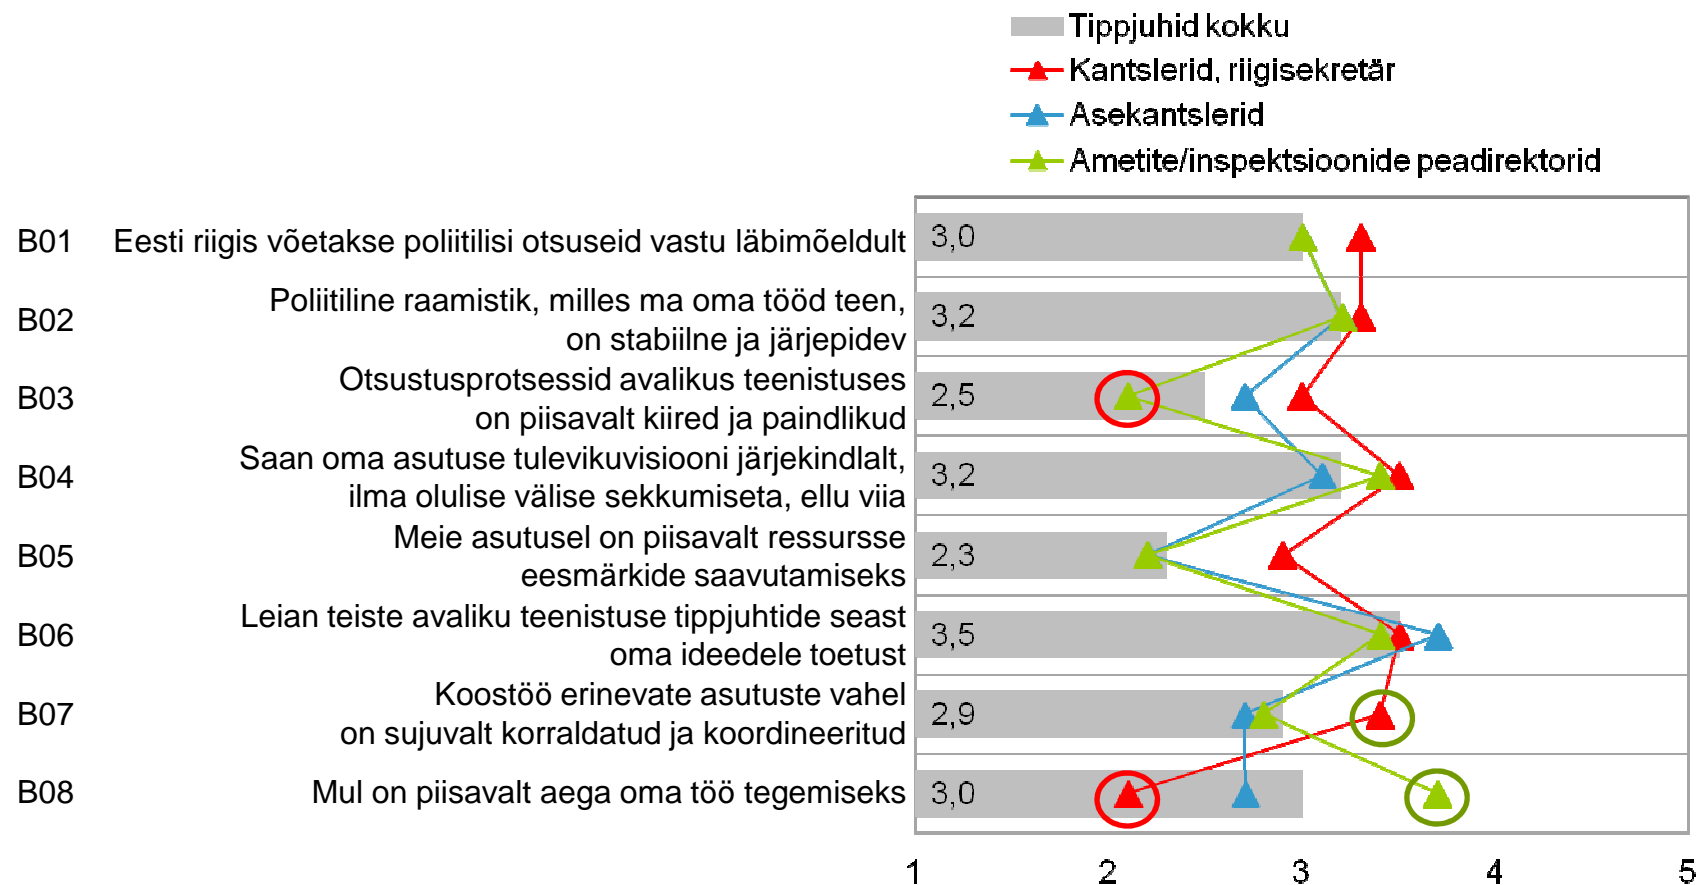 Tippjuhid kokku
Kantslerid, riigisekretär
Asekantslerid
Ametite/inspektsioonide peadirektorid
B01 Eesti riigis võetakse poliitilisi otsuseid vastu läbimõeldult 3,0
B02 Poliitiline raamistik, milles ma oma tööd teen,
on stabiilne ja järjepidev 3,2
B03 Otsustusprotsessid avalikus teenistuses
on piisavalt kiired ja paindlikud 2,5
B04 Saan oma asutuse tulevikuvisiooni järjekindlalt,
ilma olulise välise sekkumiseta, ellu viia 3,2
B05 Meie asutusel on piisavalt ressursse
eesmärkide saavutamiseks 2,3
B06 Leian teiste avaliku teenistuse tippjuhtide seast
oma ideedele toetust 3,5
B07 Koostöö erinevate asutuste vahel
on sujuvalt korraldatud ja koordineeritud 2,9
B08 Mul on piisavalt aega oma töö tegemiseks 3,0
1 2 3 4 5